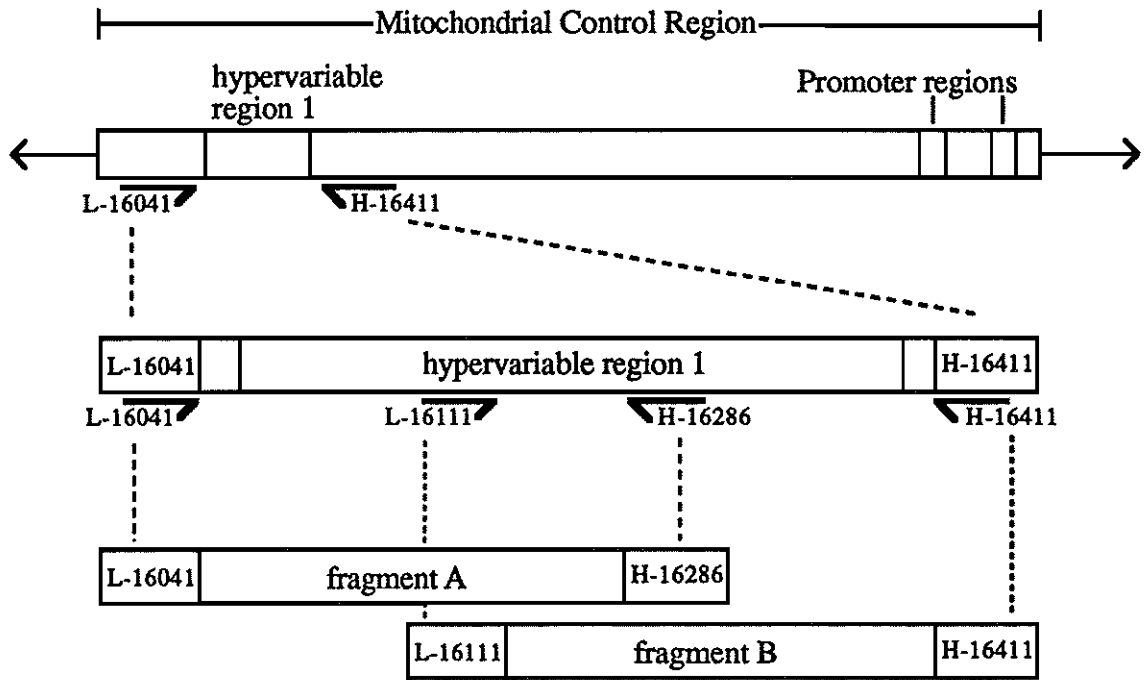 Mitochondrial Control Region
hypervariable
region 1
Promoter regions
L-16041
H-16411
L-16041
hypervariable region 1
H-16411
L-16041
L-16111
H-16286
H-16411
L-16041
fragment A
H-16286
L-16111
fragment B
H-16411